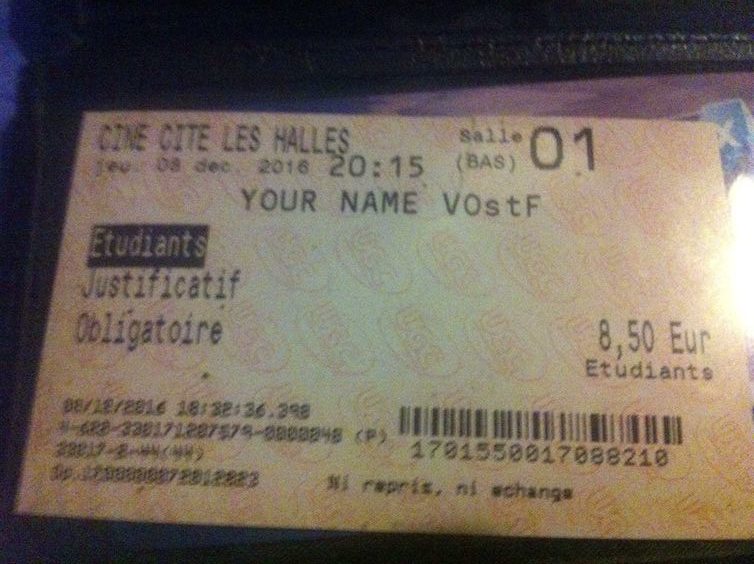 CINE CITE LES HALLES
Salle 01
jeu. 08 dec. 2016 20:15 (BAS)
YOUR NAME VOstF
Etudiants
Justificatif
Obligatoire
8,50 Eur
Etudiants
08/12/2016 18:32:36.398
(P)
1701550017088210
Ni repris, ni echange